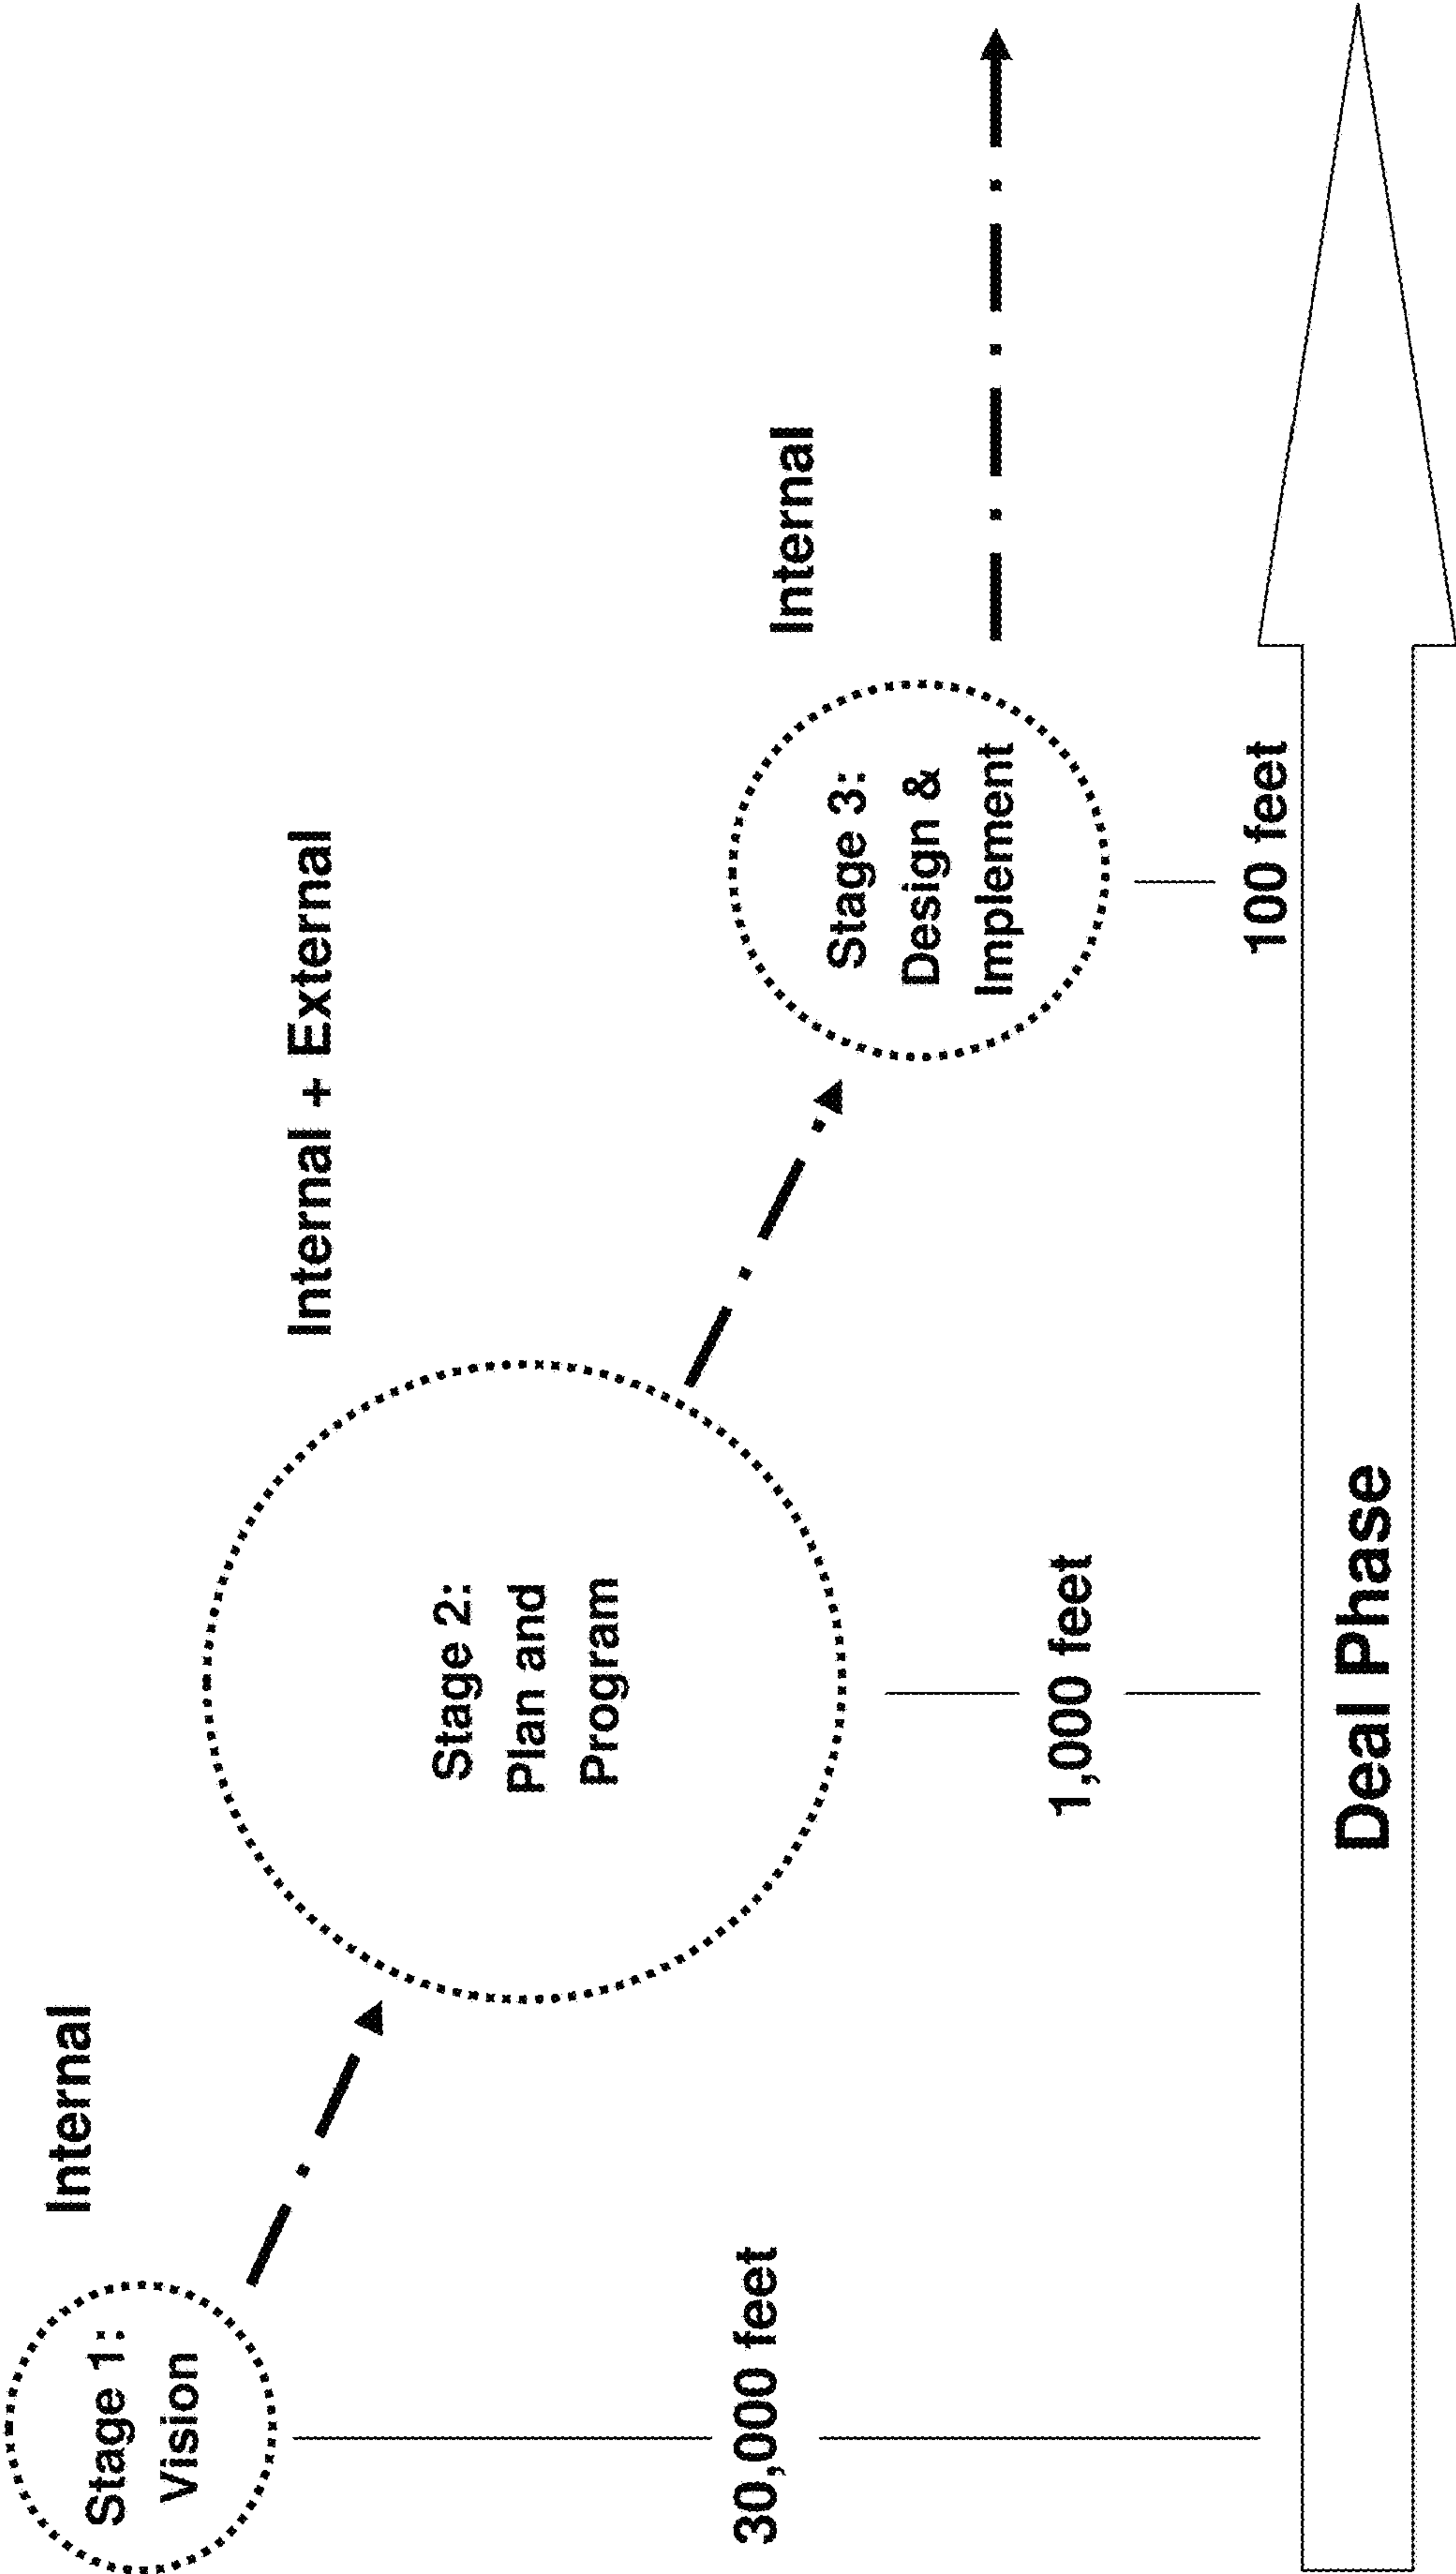 Stage 1:
Vision
Internal
30,000 feet
Stage 2:
Plan and
Program
Internal + External
1,000 feet
Stage 3:
Design &
Implement
Internal
100 feet
Deal Phase